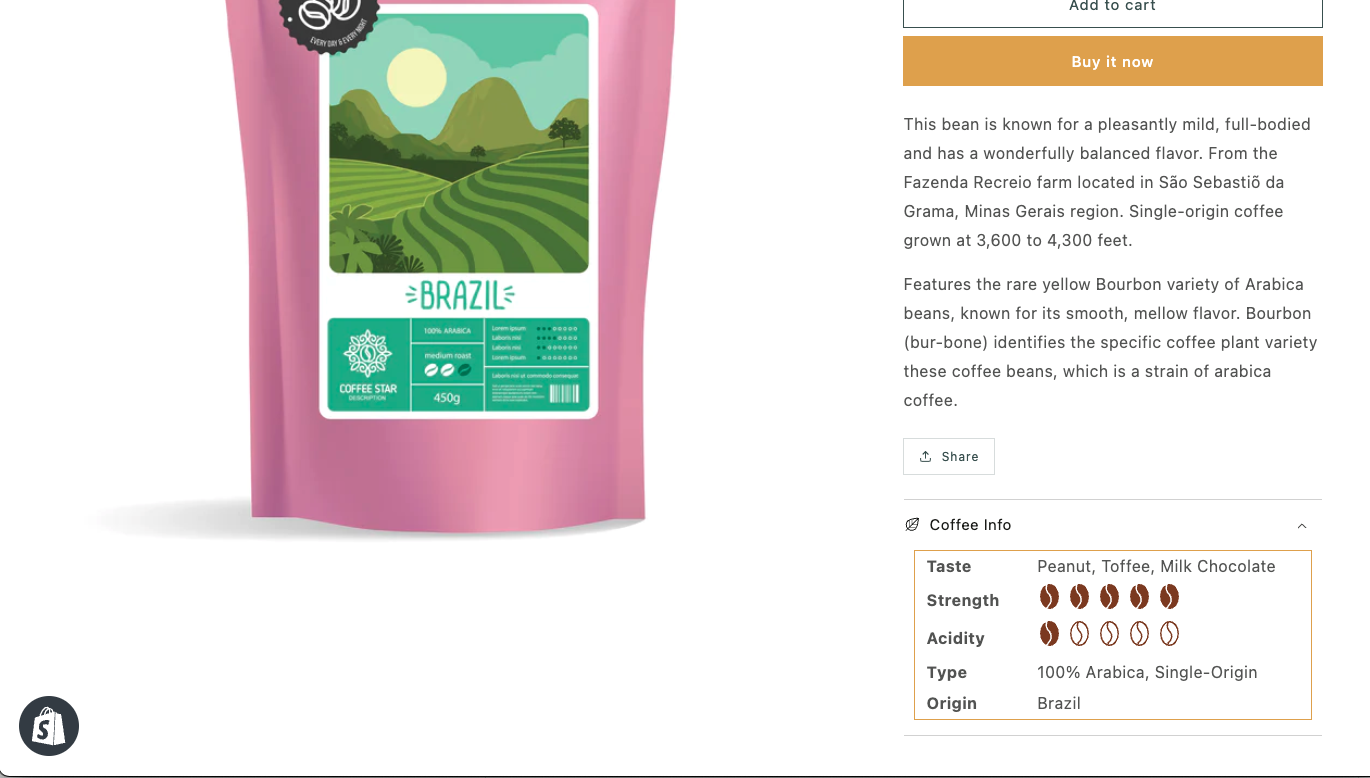 EVERY DAY & EVERY NIGHT
BRAZIL
COFFEE STAR
DESCRIPTION
100% ARABICA
medium roast
450g
Lorem ipsum
Laboris nisi
Laboris nisi
Lorem ipsum
Laboris nisi ut commodo consequat
Add to cart
Buy it now
This bean is known for a pleasantly mild, full-bodied
and has a wonderfully balanced flavor. From the
Fazenda Recreio farm located in São Sebastiõ da
Grama, Minas Gerais region. Single-origin coffee
grown at 3,600 to 4,300 feet.
Features the rare yellow Bourbon variety of Arabica
beans, known for its smooth, mellow flavor. Bourbon
(bur-bone) identifies the specific coffee plant variety
these coffee beans, which is a strain of arabica
coffee.
Share
Coffee Info
Taste Peanut, Toffee, Milk Chocolate
Strength
Acidity
Type 100% Arabica, Single-Origin
Origin Brazil